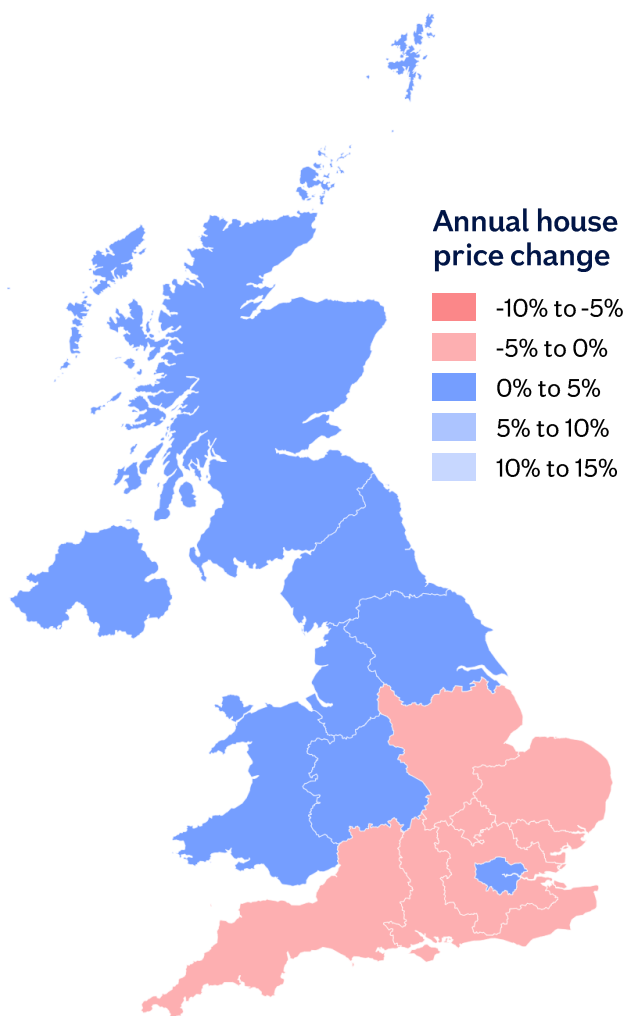 Annual house
price change
-10% to -5%
-5% to 0%
0% to 5%
5% to 10%
10% to 15%